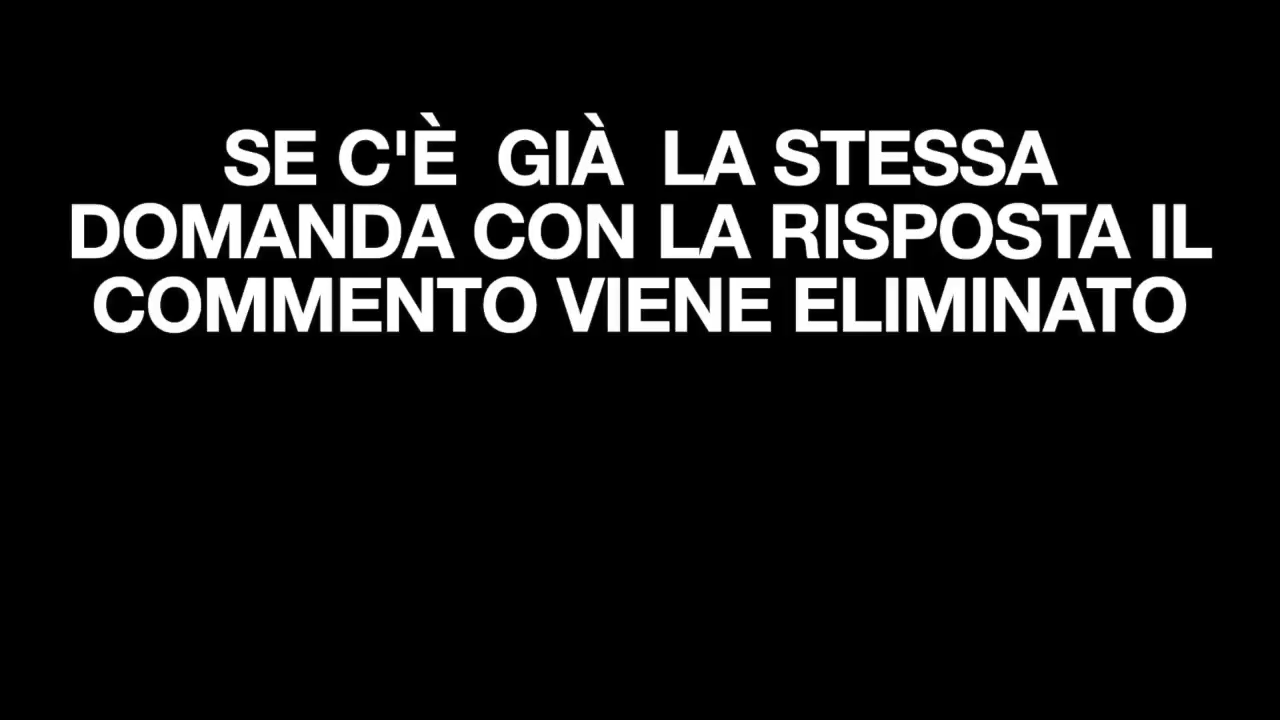 SE C'È  GIÀ  LA STESSA
DOMANDA CON LA RISPOSTA IL
COMMENTO VIENE ELIMINATO